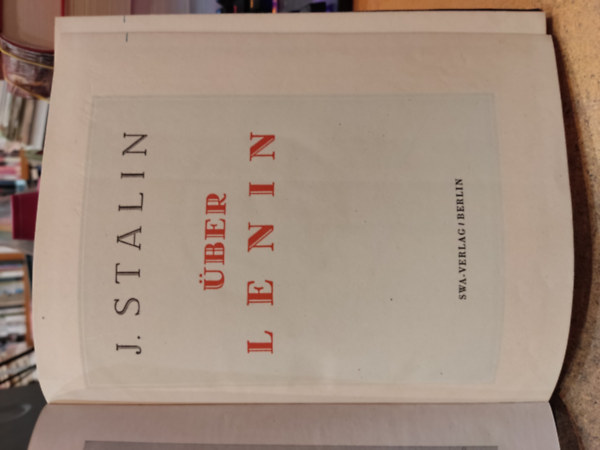 J. STALIN
ÜBER
LENIN
SWA-VERLAG / BERLIN